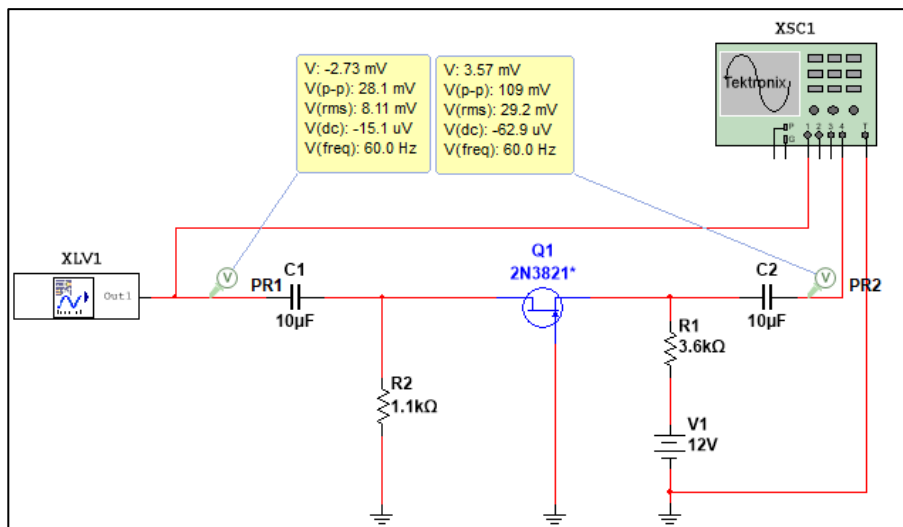 XSC1
V: -2.73 mV
V(p-p): 28.1 mV
V(rms): 8.11 mV
V(dc): -15.1 uV
V(freq): 60.0 Hz
V: 3.57 mV
V(p-p): 109 mV
V(rms): 29.2 mV
V(dc): -62.9 uV
V(freq): 60.0 Hz
Tektronix
P
G
1 2 3 4 T
XLV1
Out1
V
PR1
C1
10µF
Q1
2N3821*
C2
10µF
V
PR2
R1
3.6kΩ
R2
1.1kΩ
V1
12V